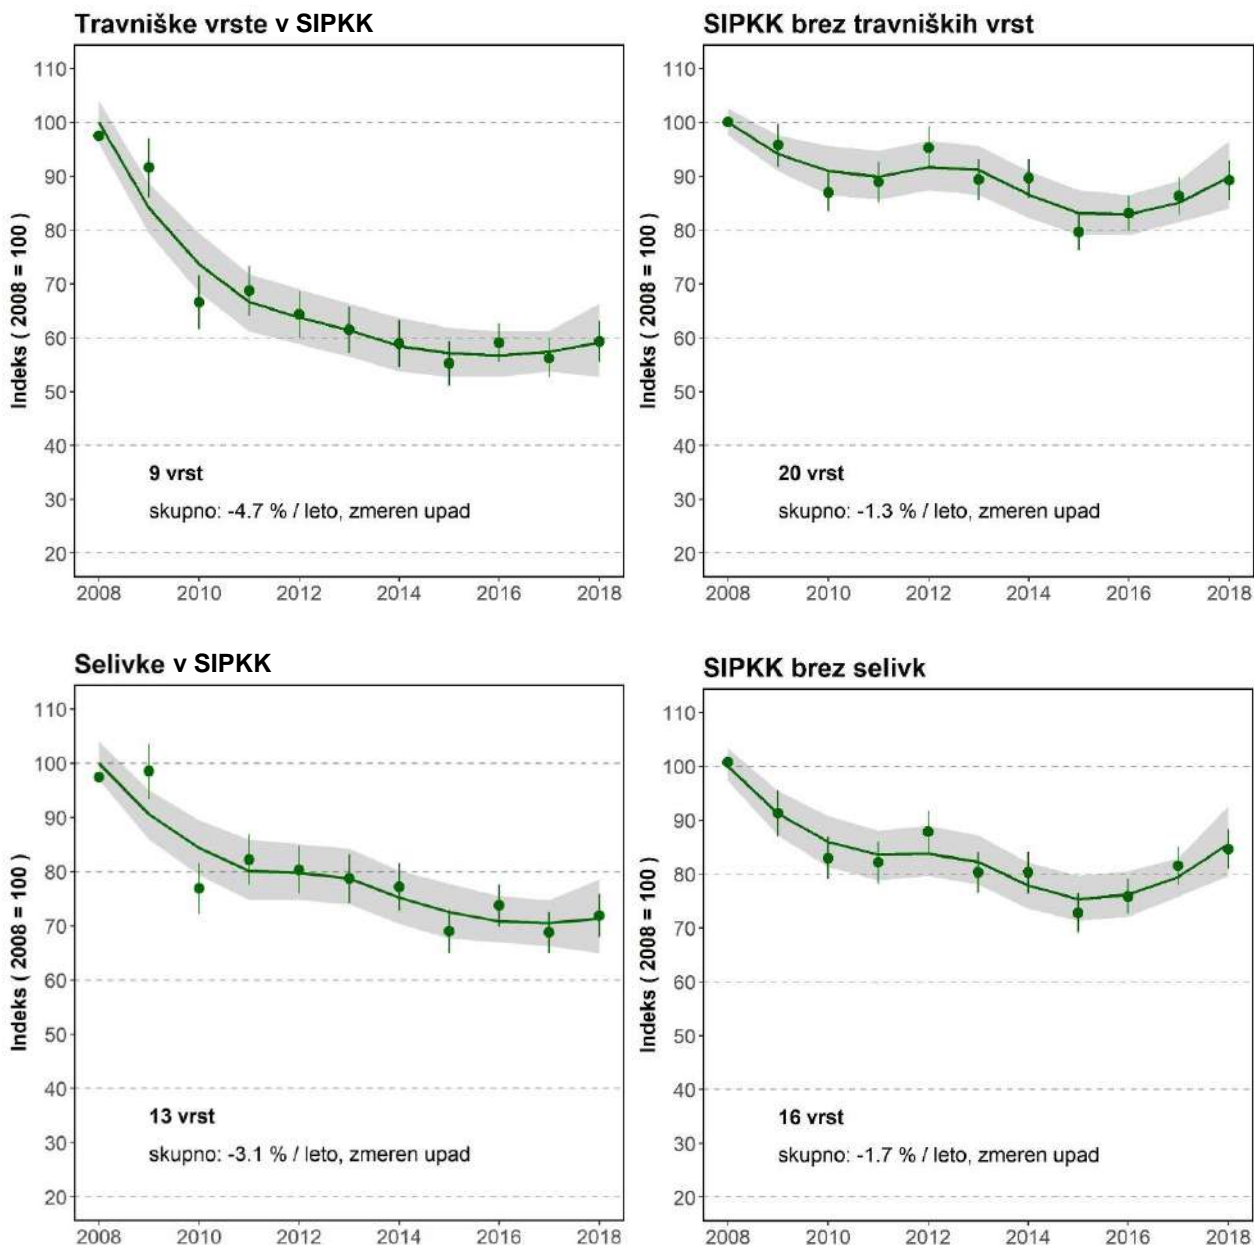 Travniške vrste v SIPKK
Indeks ( 2008 = 100 )
110
100
90
80
70
60
50
40
30
20
9 vrst
skupno: -4.7 % / leto, zmeren upad
2008 2010 2012 2014 2016 2018
SIPKK brez travniških vrst
Indeks ( 2008 = 100 )
110
100
90
80
70
60
50
40
30
20
20 vrst
skupno: -1.3 % / leto, zmeren upad
2008 2010 2012 2014 2016 2018
Selivke v SIPKK
Indeks ( 2008 = 100 )
110
100
90
80
70
60
50
40
30
20
13 vrst
skupno: -3.1 % / leto, zmeren upad
2008 2010 2012 2014 2016 2018
SIPKK brez selivk
Indeks ( 2008 = 100 )
110
100
90
80
70
60
50
40
30
20
16 vrst
skupno: -1.7 % / leto, zmeren upad
2008 2010 2012 2014 2016 2018